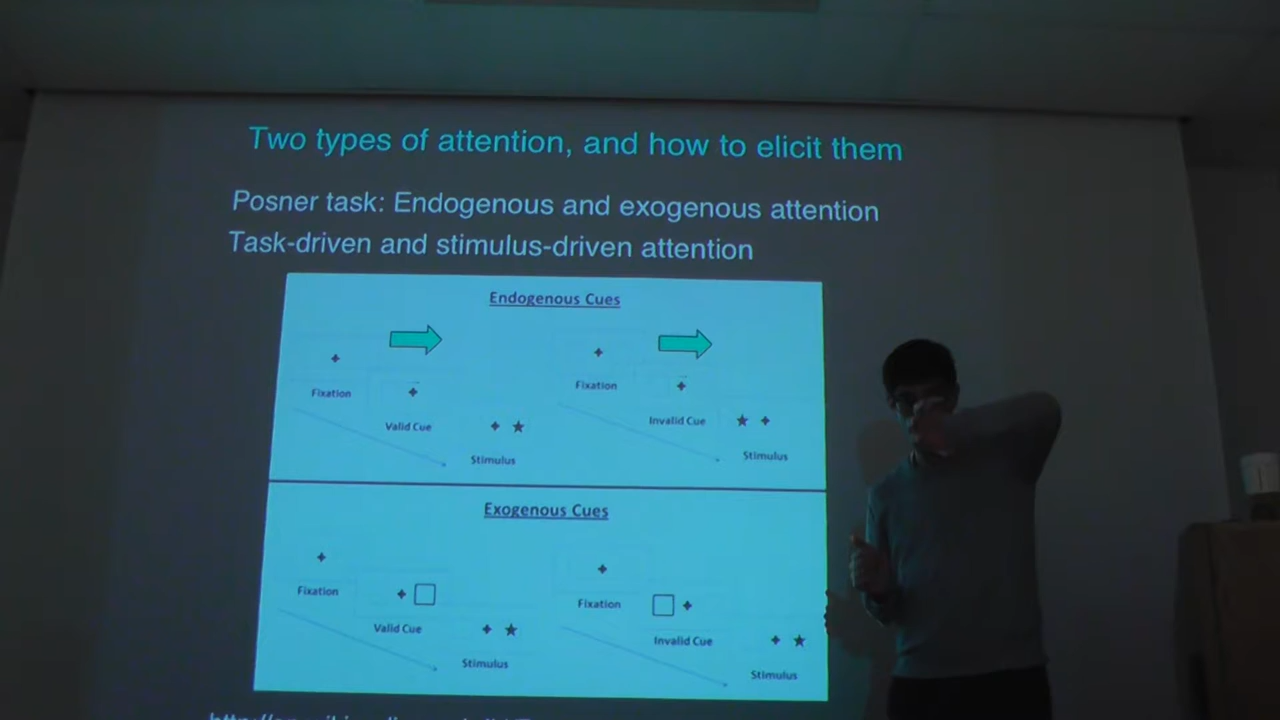 Two types of attention, and how to elicit them
Posner task: Endogenous and exogenous attention
Task-driven and stimulus-driven attention
Endogenous Cues
Fixation
Valid Cue
Stimulus
Fixation
Invalid Cue
Stimulus
Exogenous Cues
Fixation
Valid Cue
Stimulus
Fixation
Invalid Cue
Stimulus